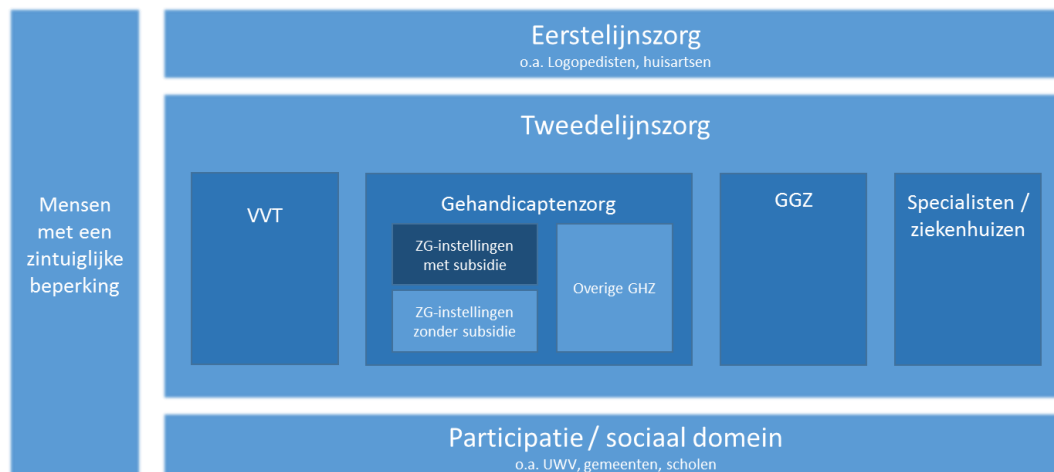 Mensen
met een
zintuiglijke
beperking
Eerstelijnszorg
o.a. Logopedisten, huisartsen
Tweedelijnszorg
VVT
Gehandicaptenzorg
ZG-instellingen
met subsidie
ZG-instellingen
zonder subsidie
Overige GHZ
GGZ
Specialisten /
ziekenhuizen
Participatie / sociaal domein
o.a. UWV, gemeenten, scholen